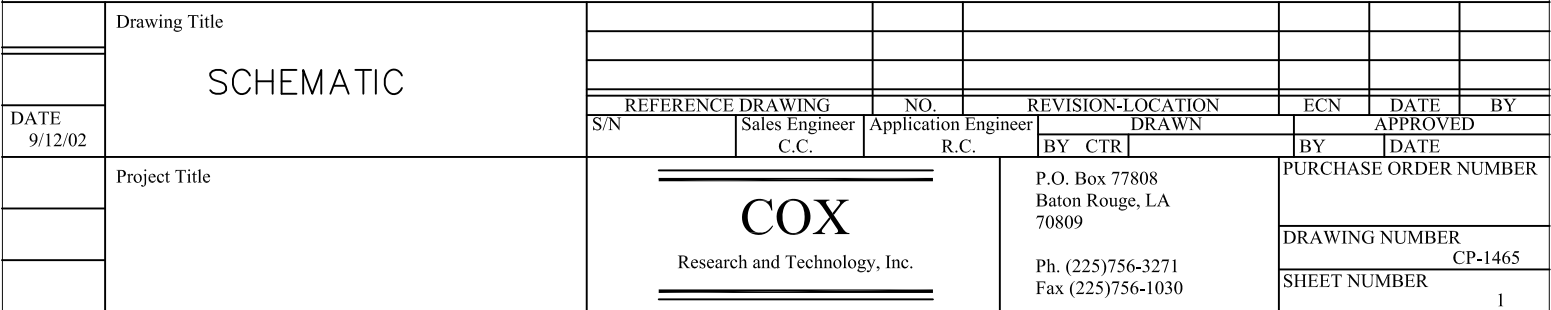 Drawing Title
SCHEMATIC
REFERENCE DRAWING NO. REVISION-LOCATION ECN DATE BY
DATE
9/12/02
S/N Sales Engineer Application Engineer DRAWN APPROVED
C.C. R.C. BY CTR BY DATE
Project Title
COX
Research and Technology, Inc.
P.O. Box 77808
Baton Rouge, LA
70809
Ph. (225)756-3271
Fax (225)756-1030
PURCHASE ORDER NUMBER
DRAWING NUMBER
CP-1465
SHEET NUMBER
1